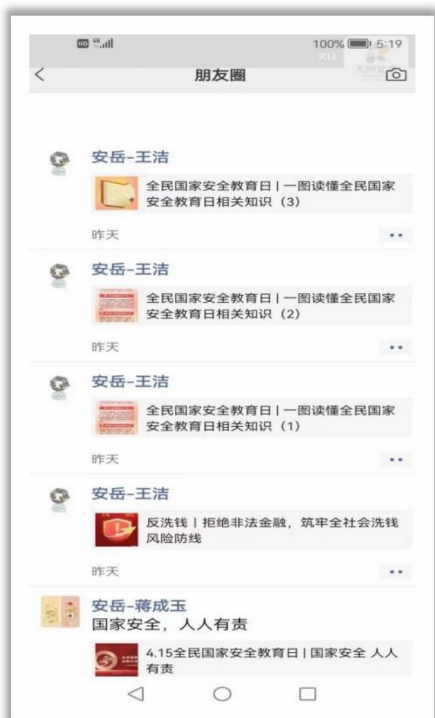 HD 4G 100% 5:19
朋友圈
安岳-王洁
全民国家安全教育日 | 一图读懂全民国家
安全教育日相关知识（3）
昨天
安岳-王洁
全民国家安全教育日 | 一图读懂全民国家
安全教育日相关知识（2）
昨天
安岳-王洁
全民国家安全教育日 | 一图读懂全民国家
安全教育日相关知识（1）
昨天
安岳-王洁
反洗钱 | 拒绝非法金融，筑牢全社会洗钱
风险防线
昨天
安岳-蒋成玉
国家安全，人人有责
4.15全民国家安全教育日 | 国家安全 人人
有责